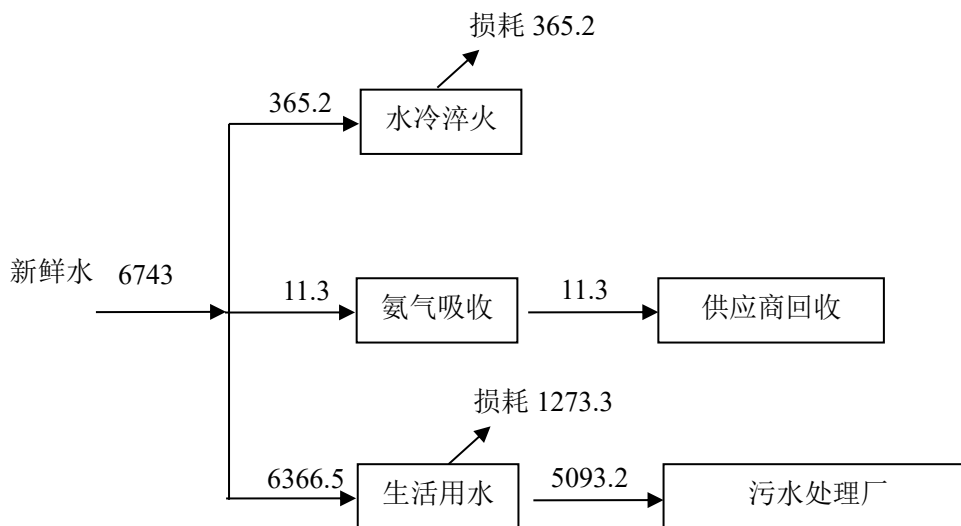 损耗 365.2
365.2
水冷淬火
新鲜水 6743
11.3
氨气吸收
11.3
供应商回收
损耗 1273.3
6366.5
生活用水
5093.2
污水处理厂